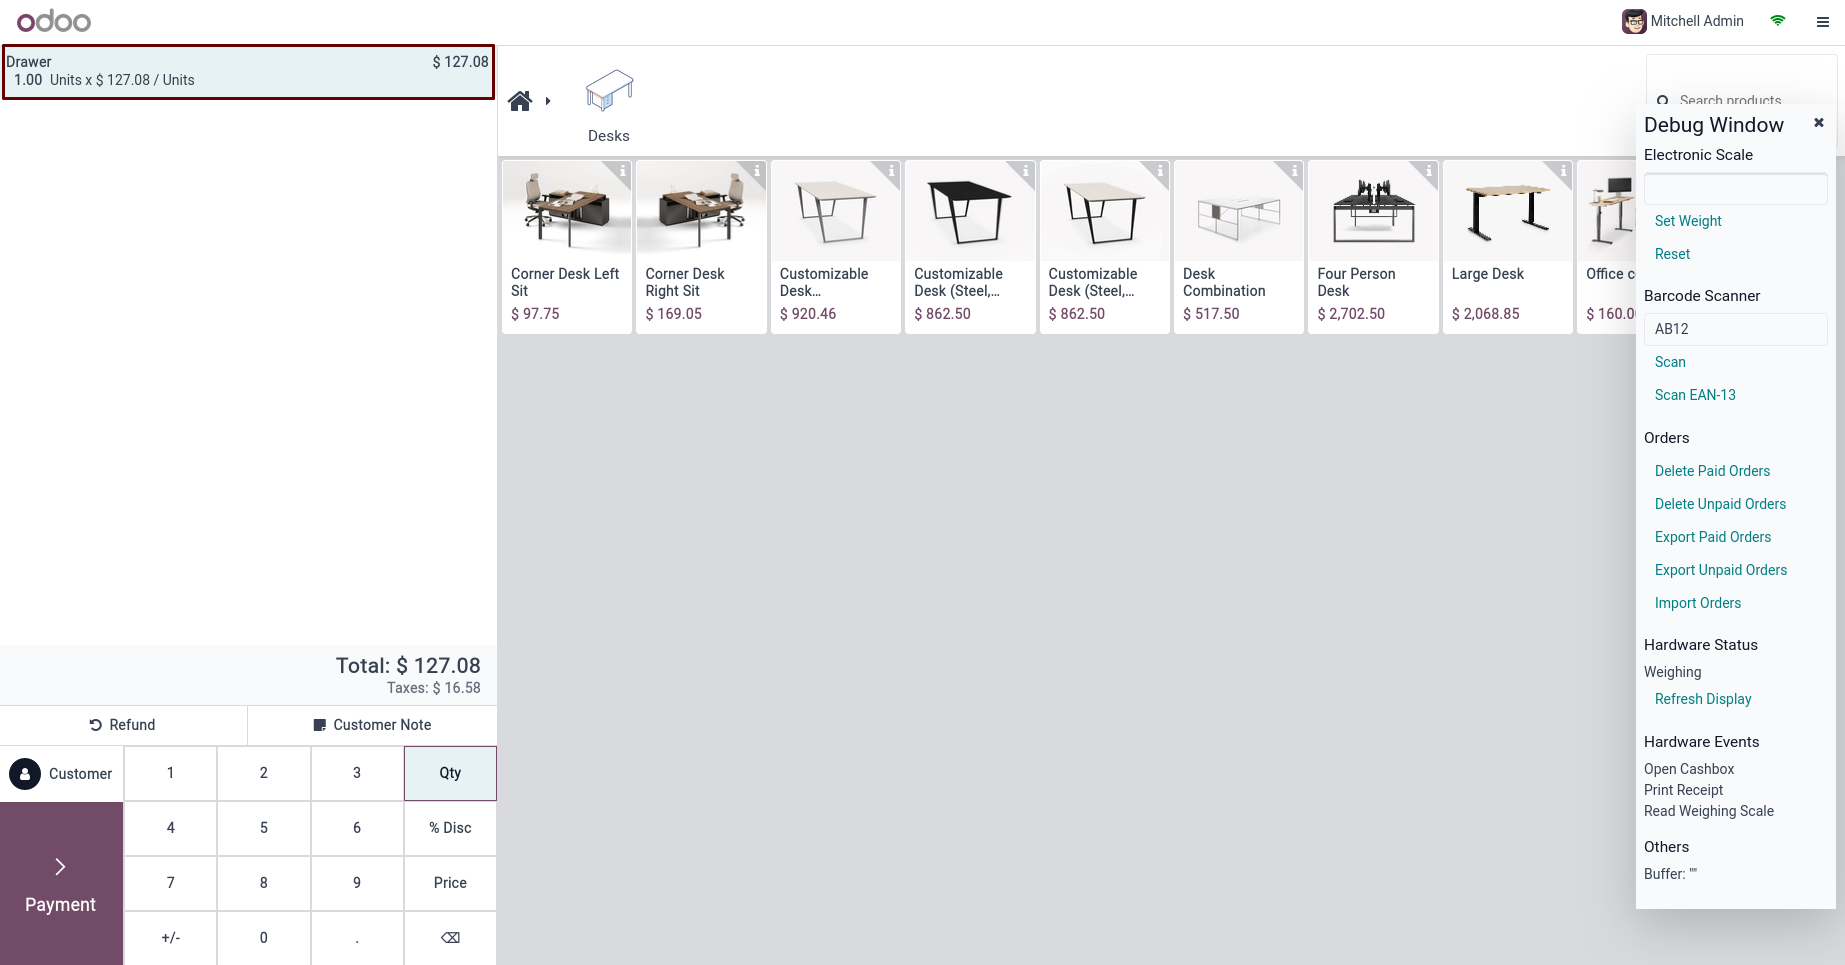 odoo
Mitchell Admin
Drawer $ 127.08
1.00 Units x $ 127.08 / Units
Desks
Search products
Corner Desk Left Sit
$ 97.75
Corner Desk Right Sit
$ 169.05
Customizable Desk...
$ 920.46
Customizable Desk (Steel,...
$ 862.50
Customizable Desk (Steel,...
$ 862.50
Desk Combination
$ 517.50
Four Person Desk
$ 2,702.50
Large Desk
$ 2,068.85
Office
$ 160.0
Debug Window
Electronic Scale
Set Weight
Reset
Barcode Scanner
AB12
Scan
Scan EAN-13
Orders
Delete Paid Orders
Delete Unpaid Orders
Export Paid Orders
Export Unpaid Orders
Import Orders
Hardware Status
Weighing
Refresh Display
Hardware Events
Open Cashbox
Print Receipt
Read Weighing Scale
Others
Buffer: ""
Total: $ 127.08
Taxes: $ 16.58
Refund
Customer Note
Customer
1 2 3 Qty
4 5 6 % Disc
7 8 9 Price
+/- 0 . ⌫
Payment